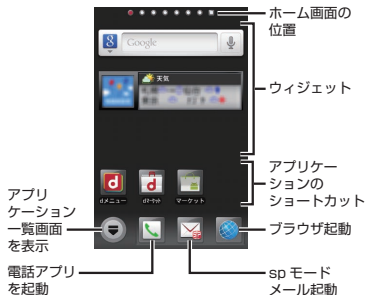 ホーム画面の
位置
Google
天気
ウィジェット
アプリケー
ションの
ショートカット
dメニュー
dマーケット
マーケット
アプリ
ケーション
一覧画面
を表示
ブラウザ起動
電話アプリ
を起動
spモード
メール起動